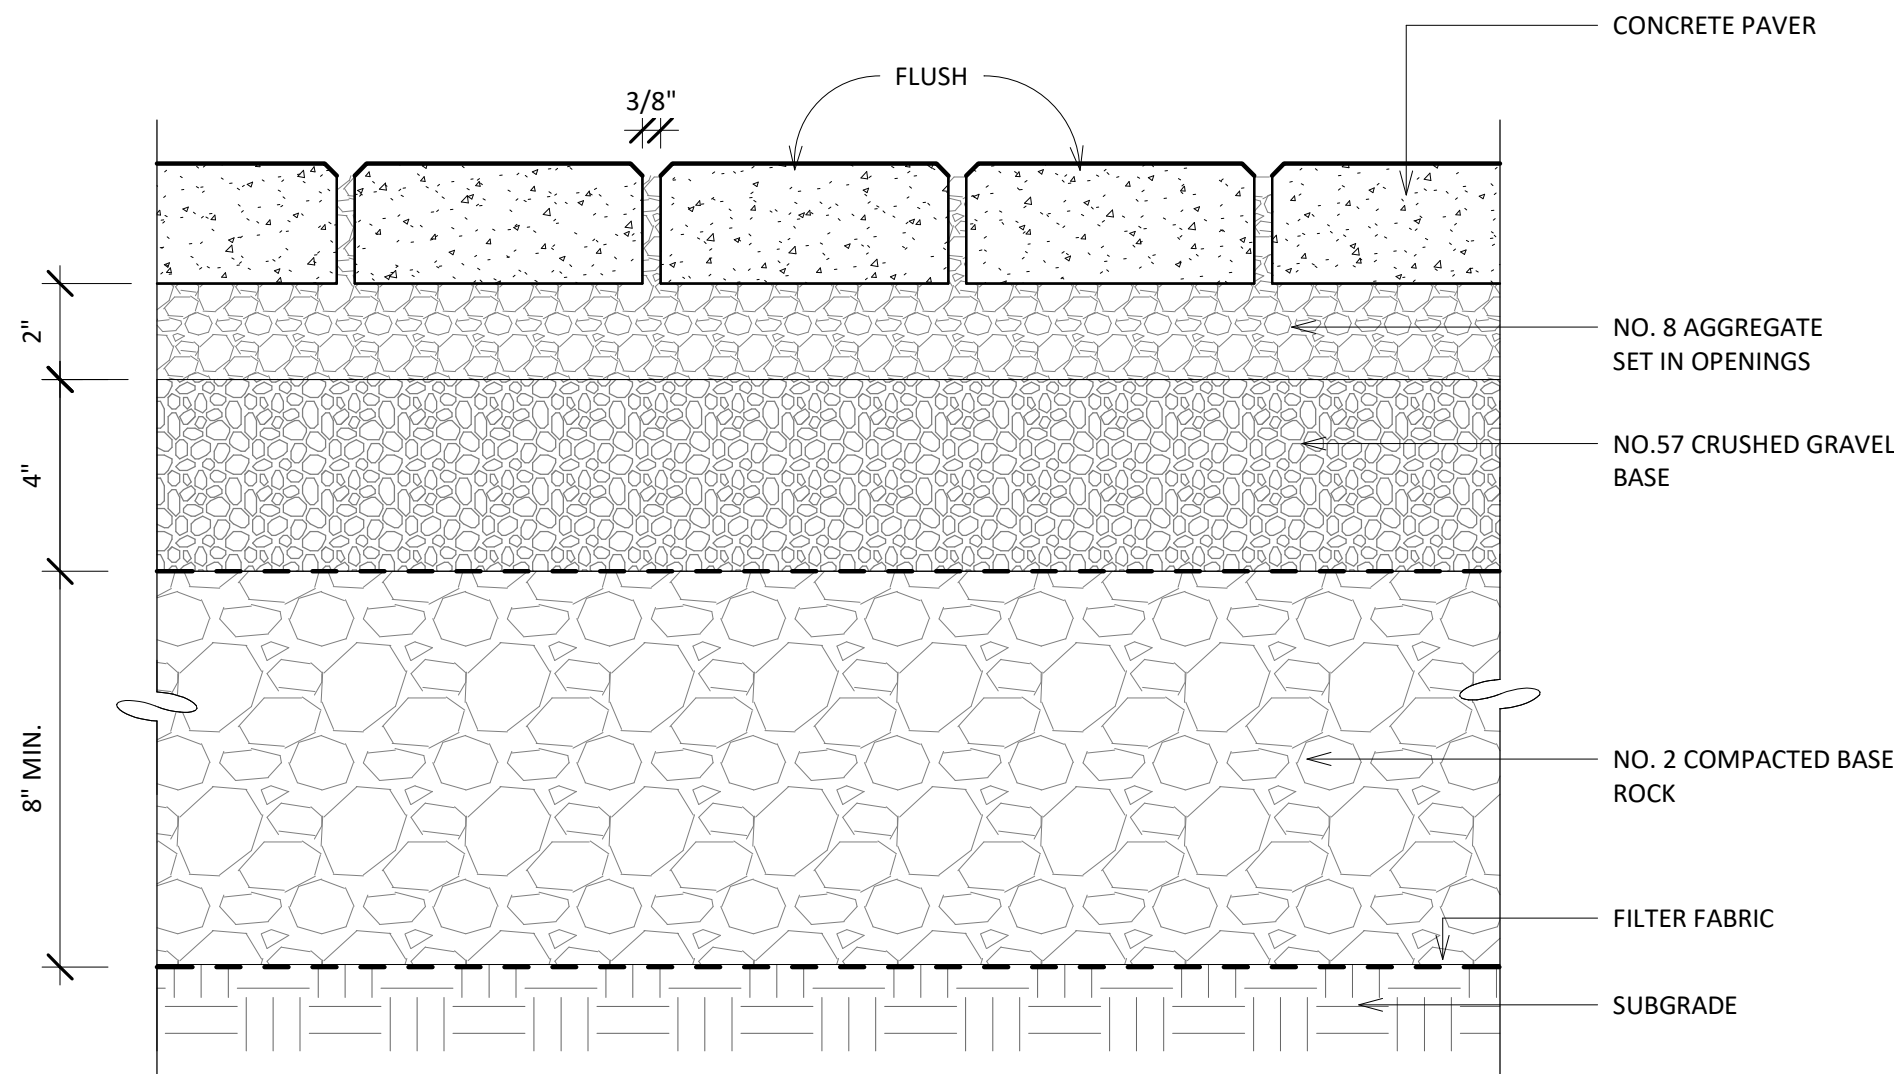 CONCRETE PAVER
FLUSH
3/8"
2"
NO. 8 AGGREGATE
SET IN OPENINGS
4"
NO.57 CRUSHED GRAVEL
BASE
8" MIN.
NO. 2 COMPACTED BASE
ROCK
FILTER FABRIC
SUBGRADE